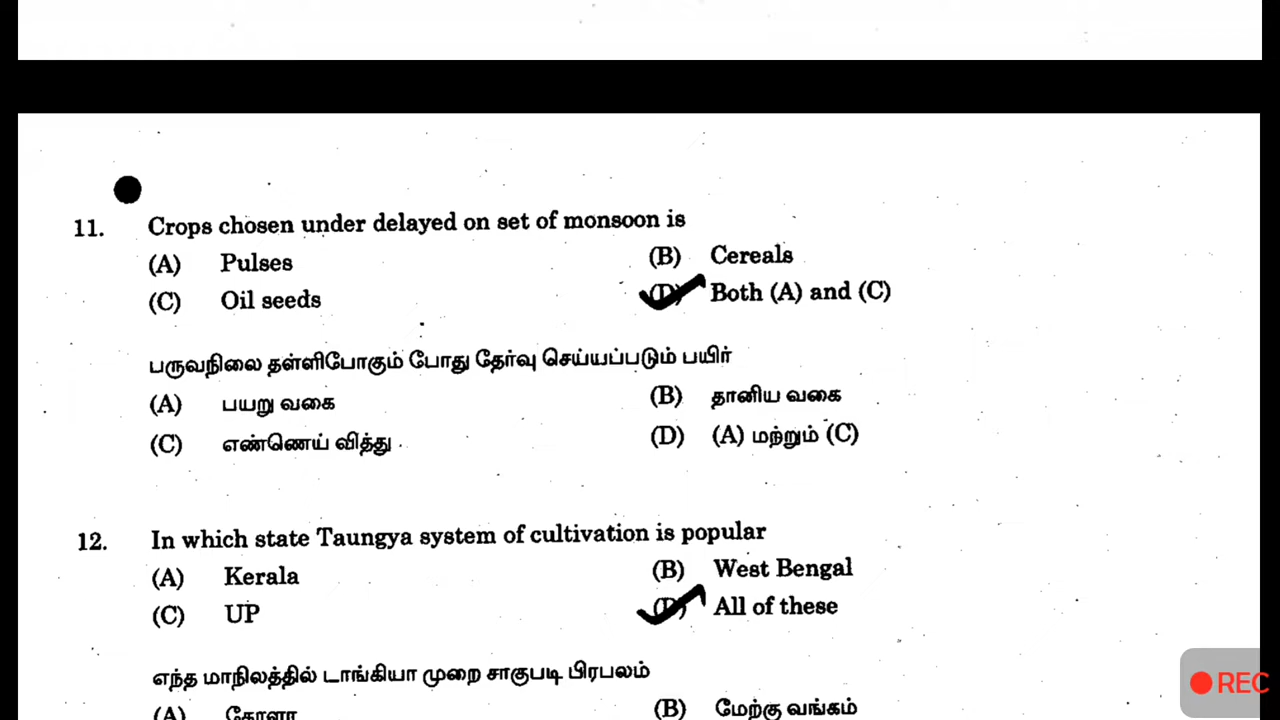 11. Crops chosen under delayed on set of monsoon is
(A) Pulses (B) Cereals
(C) Oil seeds (D) Both (A) and (C)
பருவநிலை தள்ளிபோகும் போது தேர்வு செய்யப்படும் பயிர்
(A) பயறு வகை (B) தானிய வகை
(C) எண்ணெய் வித்து (D) (A) மற்றும் (C)
12. In which state Taungya system of cultivation is popular
(A) Kerala (B) West Bengal
(C) UP (D) All of these
எந்த மாநிலத்தில் டாங்கியா முறை சாகுபடி பிரபலம்
(A) கேரளா (B) மேற்கு வங்கம்
REC